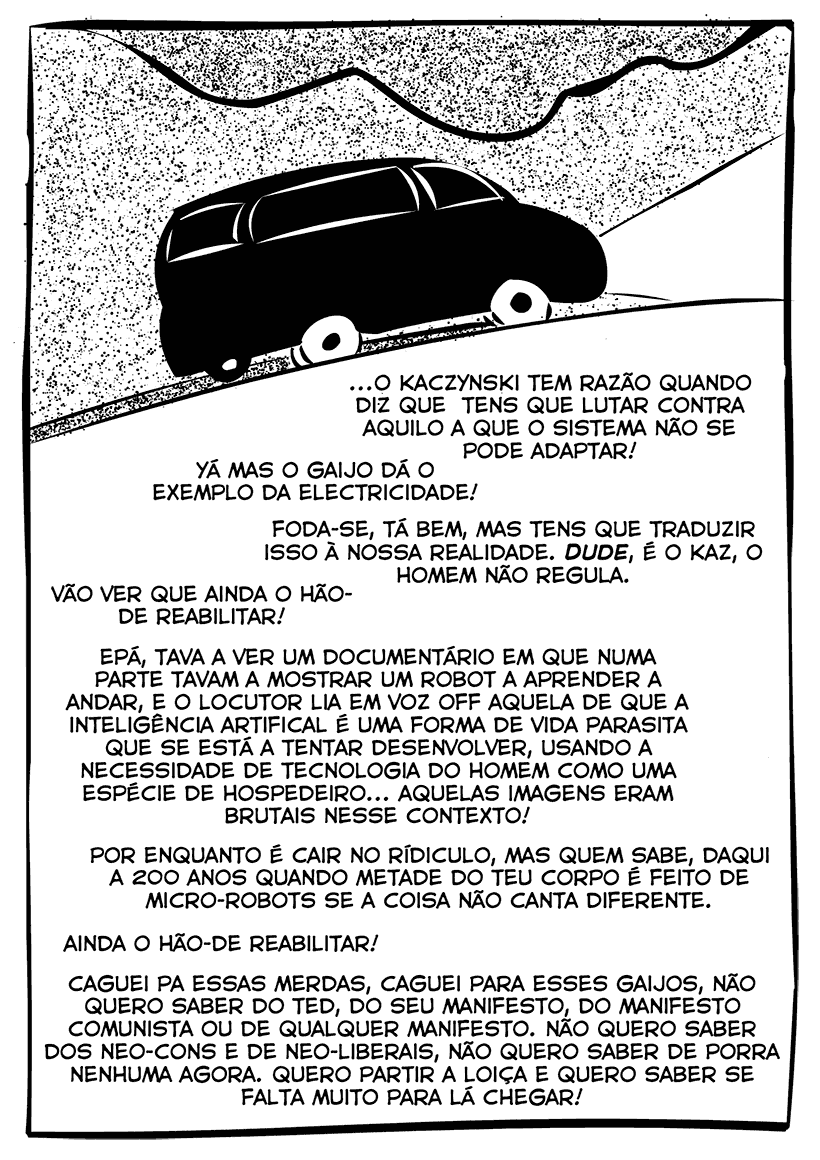 ...O KACZYNSKI TEM RAZÃO QUANDO
DIZ QUE TENS QUE LUTAR CONTRA
AQUILO A QUE O SISTEMA NÃO SE
PODE ADAPTAR!
YÁ MAS O GAIJO DÁ O
EXEMPLO DA ELECTRICIDADE!
FODA-SE, TÁ BEM, MAS TENS QUE TRADUZIR
ISSO À NOSSA REALIDADE. DUDE, É O KAZ, O
HOMEM NÃO REGULA.
VÃO VER QUE AINDA O HÃO-
DE REABILITAR!
EPÁ, TAVA A VER UM DOCUMENTÁRIO EM QUE NUMA
PARTE TAVAM A MOSTRAR UM ROBOT A APRENDER A
ANDAR, E O LOCUTOR LIA EM VOZ OFF AQUELA DE QUE A
INTELIGÊNCIA ARTIFICAL É UMA FORMA DE VIDA PARASITA
QUE SE ESTÁ A TENTAR DESENVOLVER, USANDO A
NECESSIDADE DE TECNOLOGIA DO HOMEM COMO UMA
ESPÉCIE DE HOSPEDEIRO... AQUELAS IMAGENS ERAM
BRUTAIS NESSE CONTEXTO!
POR ENQUANTO É CAIR NO RÍDICULO, MAS QUEM SABE, DAQUI
A 200 ANOS QUANDO METADE DO TEU CORPO É FEITO DE
MICRO-ROBOTS SE A COISA NÃO CANTA DIFERENTE.
AINDA O HÃO-DE REABILITAR!
CAGUEI PA ESSAS MERDAS, CAGUEI PARA ESSES GAIJOS, NÃO
QUERO SABER DO TED, DO SEU MANIFESTO, DO MANIFESTO
COMUNISTA OU DE QUALQUER MANIFESTO. NÃO QUERO SABER
DOS NEO-CONS E DE NEO-LIBERAIS, NÃO QUERO SABER DE PORRA
NENHUMA AGORA. QUERO PARTIR A LOIÇA E QUERO SABER SE
FALTA MUITO PARA LÁ CHEGAR!